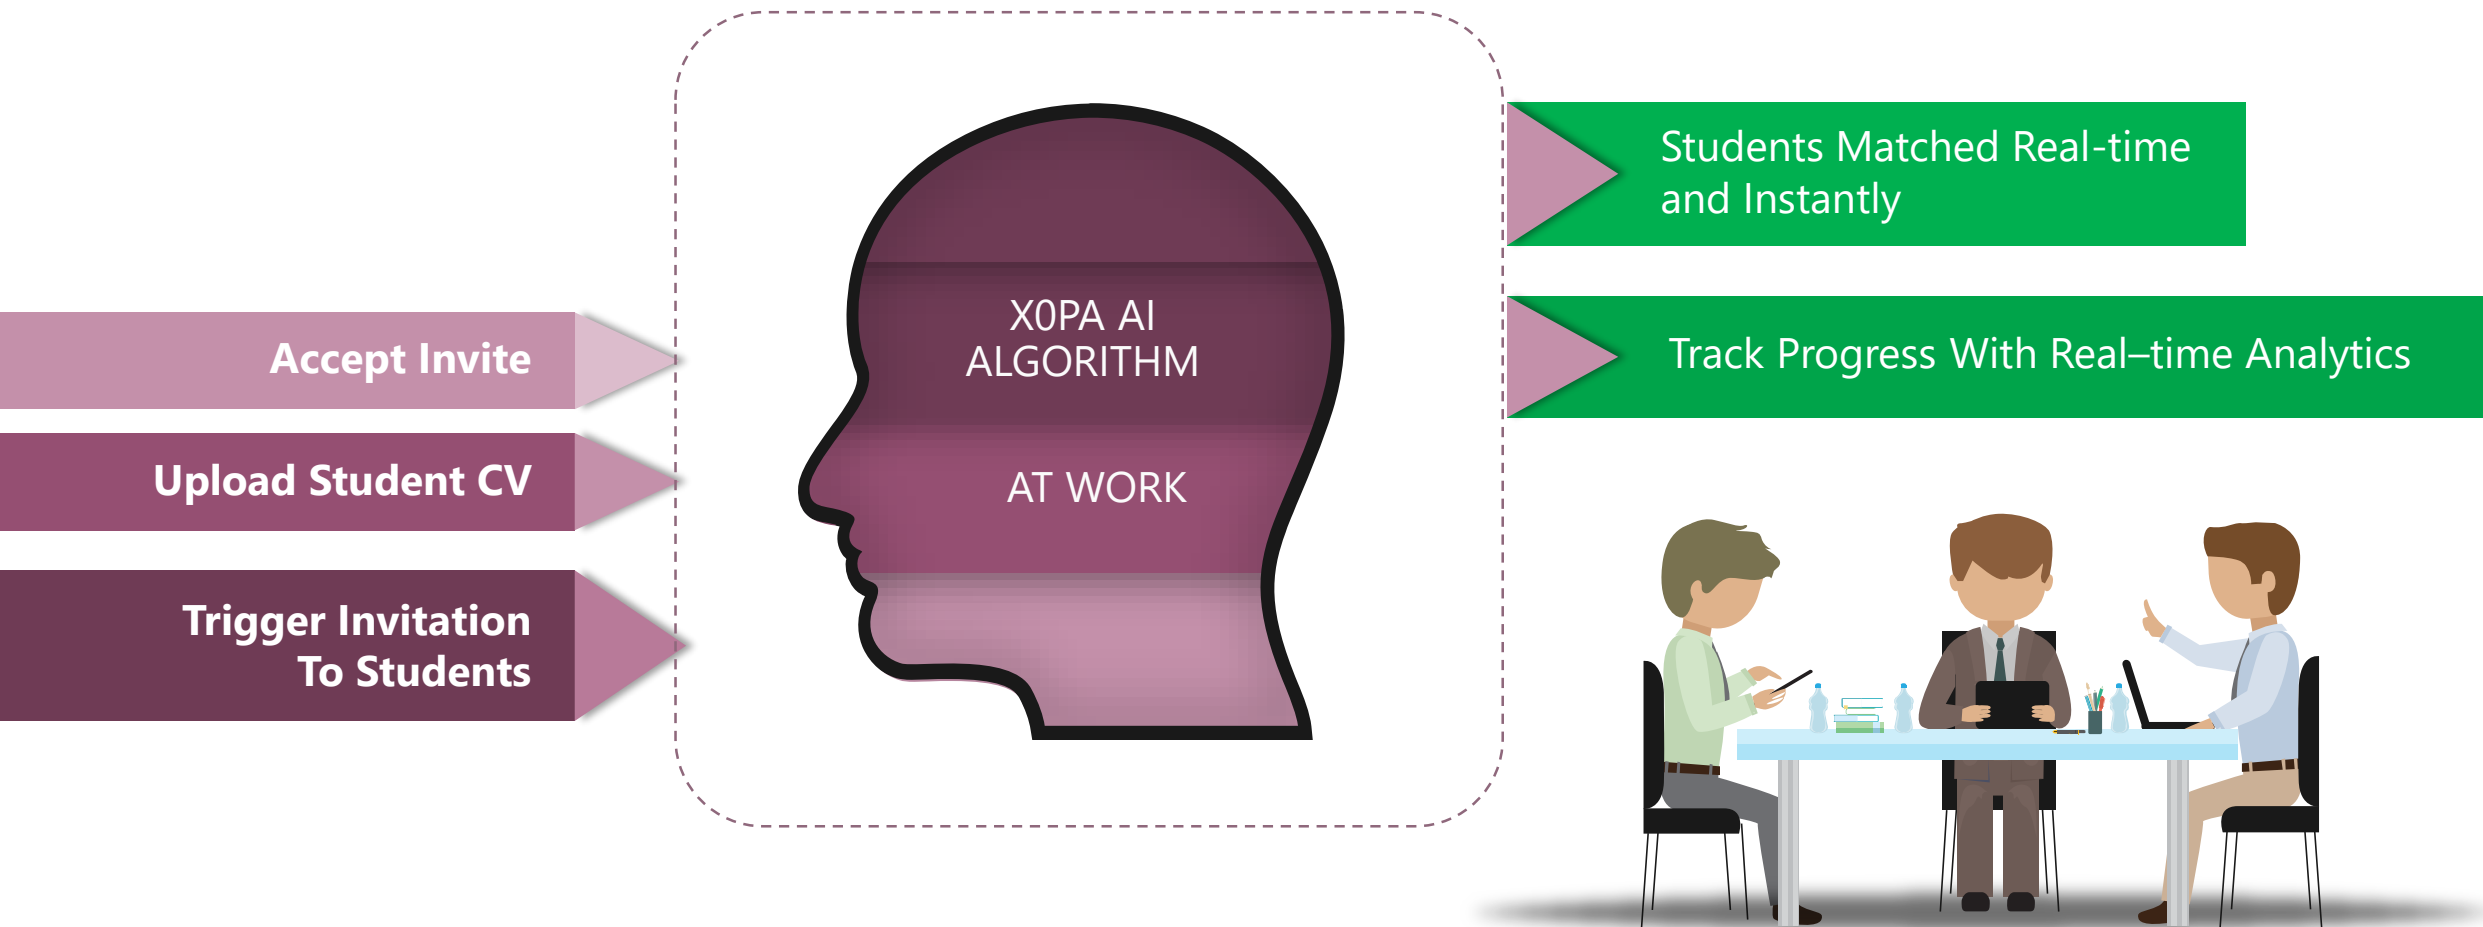 Accept Invite
Upload Student CV
Trigger Invitation
To Students
X0PA AI
ALGORITHM
AT WORK
Students Matched Real-time
and Instantly
Track Progress With Real–time Analytics